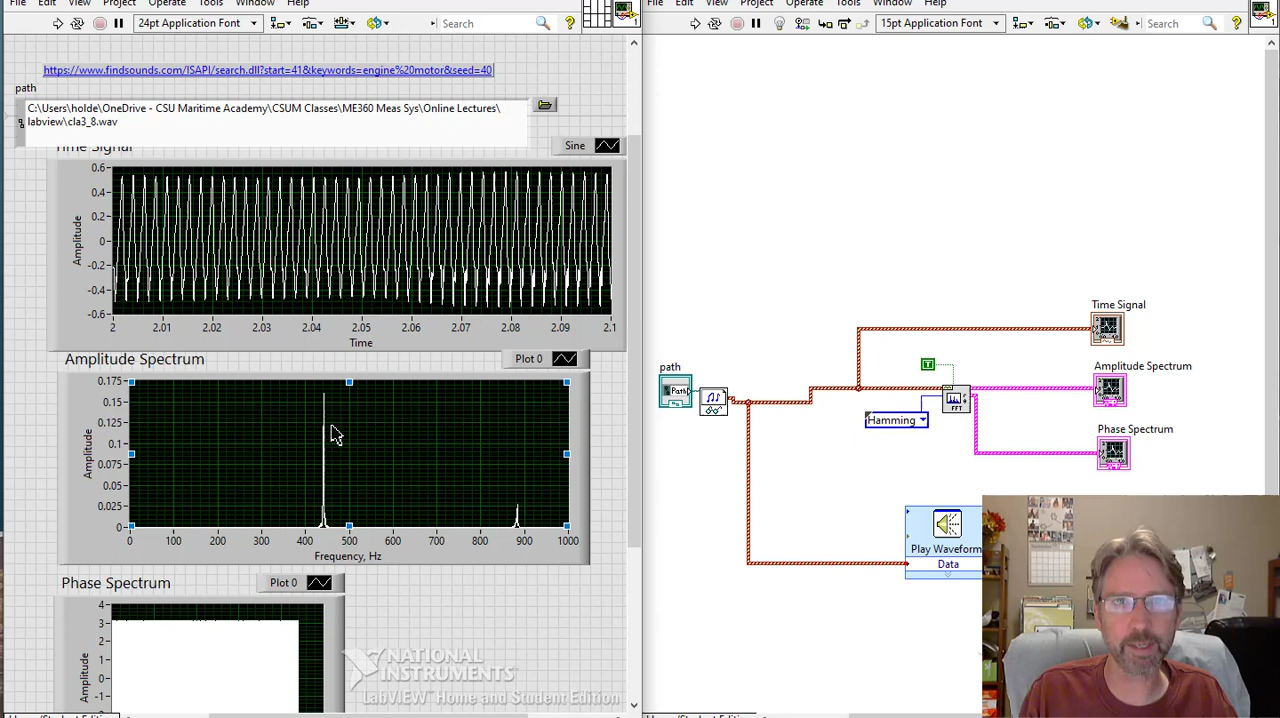 File Edit View Project Operate Tools Window Help
24pt Application Font
Search
https://www.findsounds.com/ISAPI/search.dll?start=41&keywords=engine%20motor&seed=40
path
C:\Users\holde\OneDrive - CSU Maritime Academy\CSUM Classes\ME360 Meas Sys\Online Lectures\
labview\cla3_8.wav
Time Signal
Sine
Amplitude
0.6
0.4
0.2
0
-0.2
-0.4
-0.6
2 2.01 2.02 2.03 2.04 2.05 2.06 2.07 2.08 2.09 2.1
Time
Amplitude Spectrum
Plot 0
Amplitude
0.175
0.15
0.125
0.1
0.075
0.05
0.025
0
0 100 200 300 400 500 600 700 800 900 1000
Frequency, Hz
Phase Spectrum
Plot 0
Amplitude
4
3
2
1
0
-1
-2
NATIONAL
INSTRUMENTS
LabVIEW Home and Student Edition
File Edit View Project Operate Tools Window Help
15pt Application Font
Search
Time Signal
path
Path
T
Amplitude Spectrum
FFT
Hamming
Phase Spectrum
Play Waveform
Data